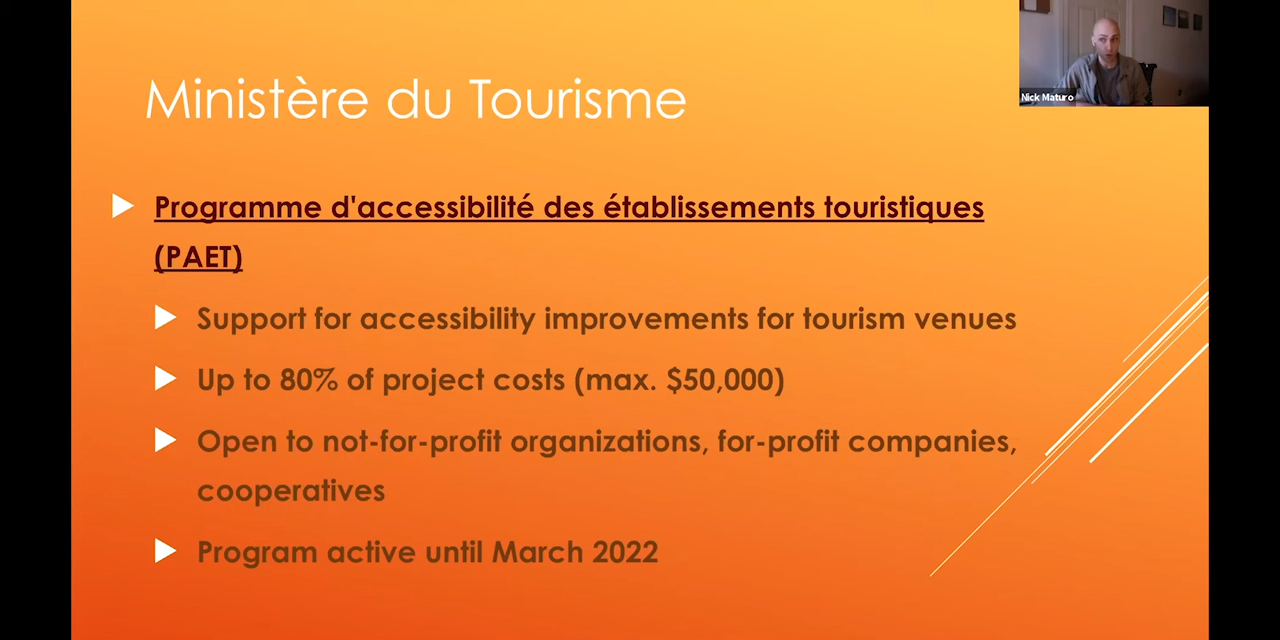 Ministère du Tourisme
Nick Maturo
Programme d'accessibilité des établissements touristiques
(PAET)
Support for accessibility improvements for tourism venues
Up to 80% of project costs (max. $50,000)
Open to not-for-profit organizations, for-profit companies,
cooperatives
Program active until March 2022